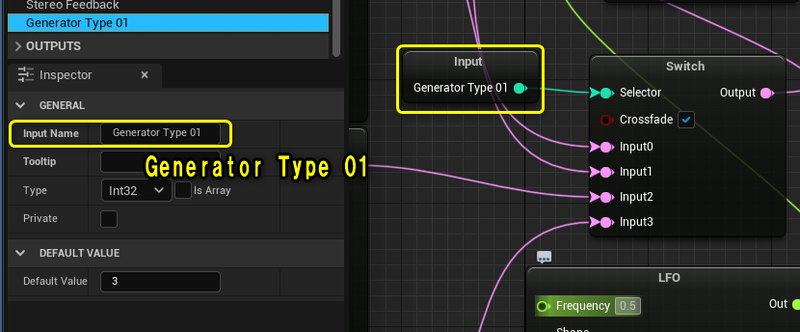 Stereo Feedback
Generator Type 01
OUTPUTS
Inspector
GENERAL
Input Name Generator Type 01
Tooltip
Generator Type 01
Type Int32 Is Array
Private
DEFAULT VALUE
Default Value 3
Input
Generator Type 01
Switch
Selector Output
Crossfade
Input0
Input1
Input2
Input3
LFO
Frequency 0.5 Out
Shape